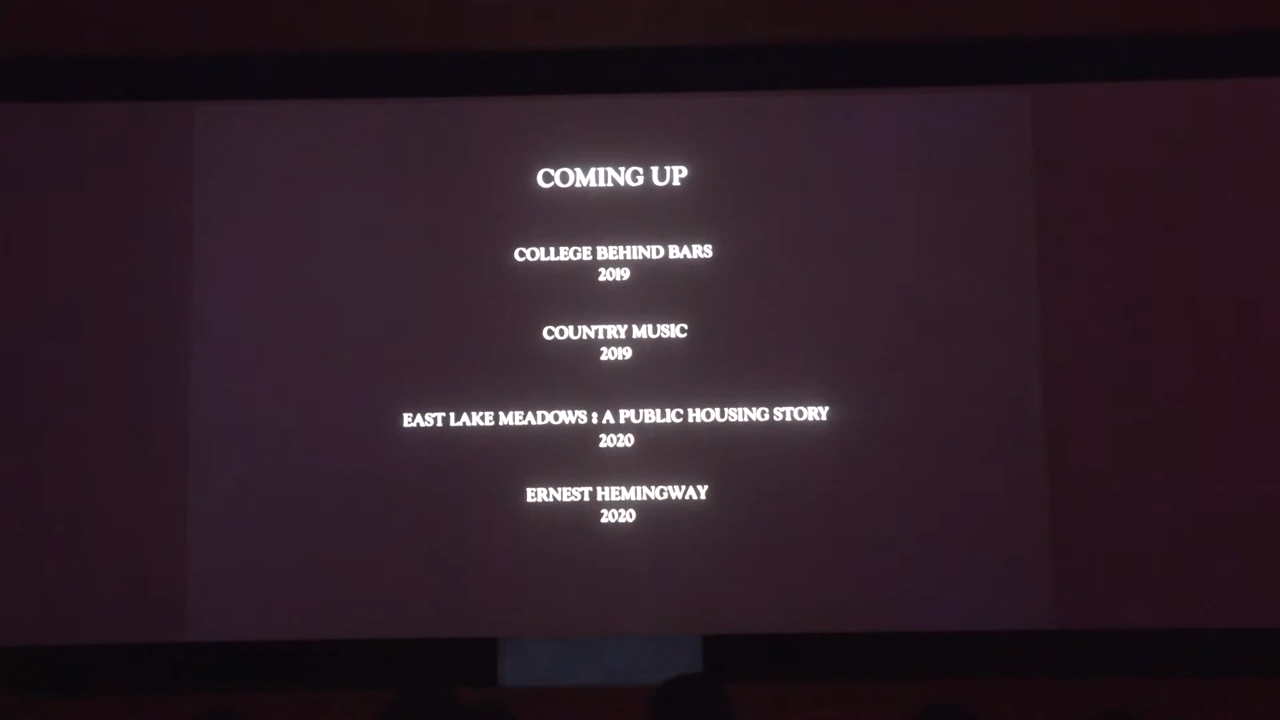 COMING UP
COLLEGE BEHIND BARS
2019
COUNTRY MUSIC
2019
EAST LAKE MEADOWS : A PUBLIC HOUSING STORY
2020
ERNEST HEMINGWAY
2020